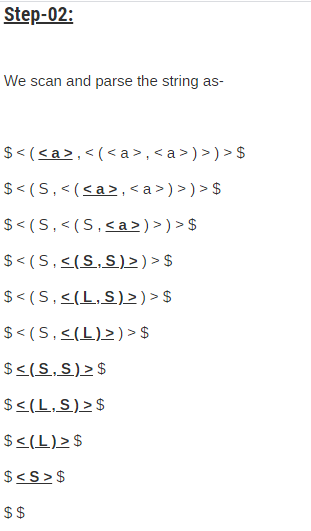 Step-02:
We scan and parse the string as-
$ < ( < a > , < ( < a > , < a > ) > ) > $
$ < ( S , < ( < a > , < a > ) > ) > $
$ < ( S , < ( S , < a > ) > ) > $
$ < ( S , < ( S , S ) > ) > $
$ < ( S , < ( L , S ) > ) > $
$ < ( S , < ( L ) > ) > $
$ < ( S , S ) > $
$ < ( L , S ) > $
$ < ( L ) > $
$ < S > $
$ $